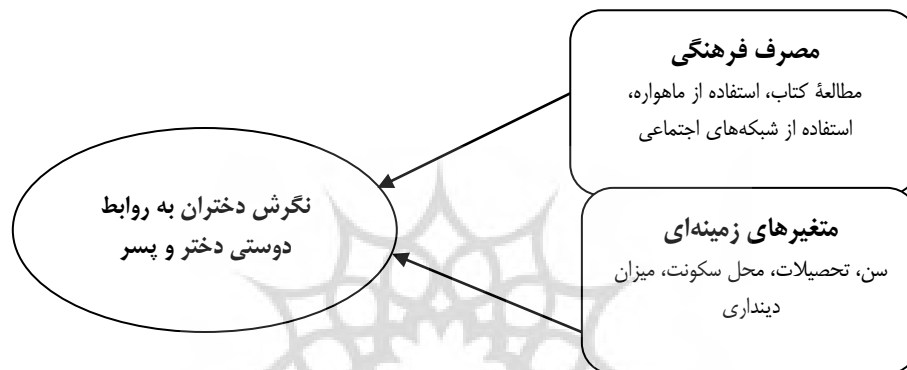 مصرف فرهنگی
مطالعۀ کتاب، استفاده از ماهواره،
استفاده از شبکه‌های اجتماعی
نگرش دختران به روابط
دوستی دختر و پسر
متغیرهای زمینه‌ای
سن، تحصیلات، محل سکونت، میزان
دینداری